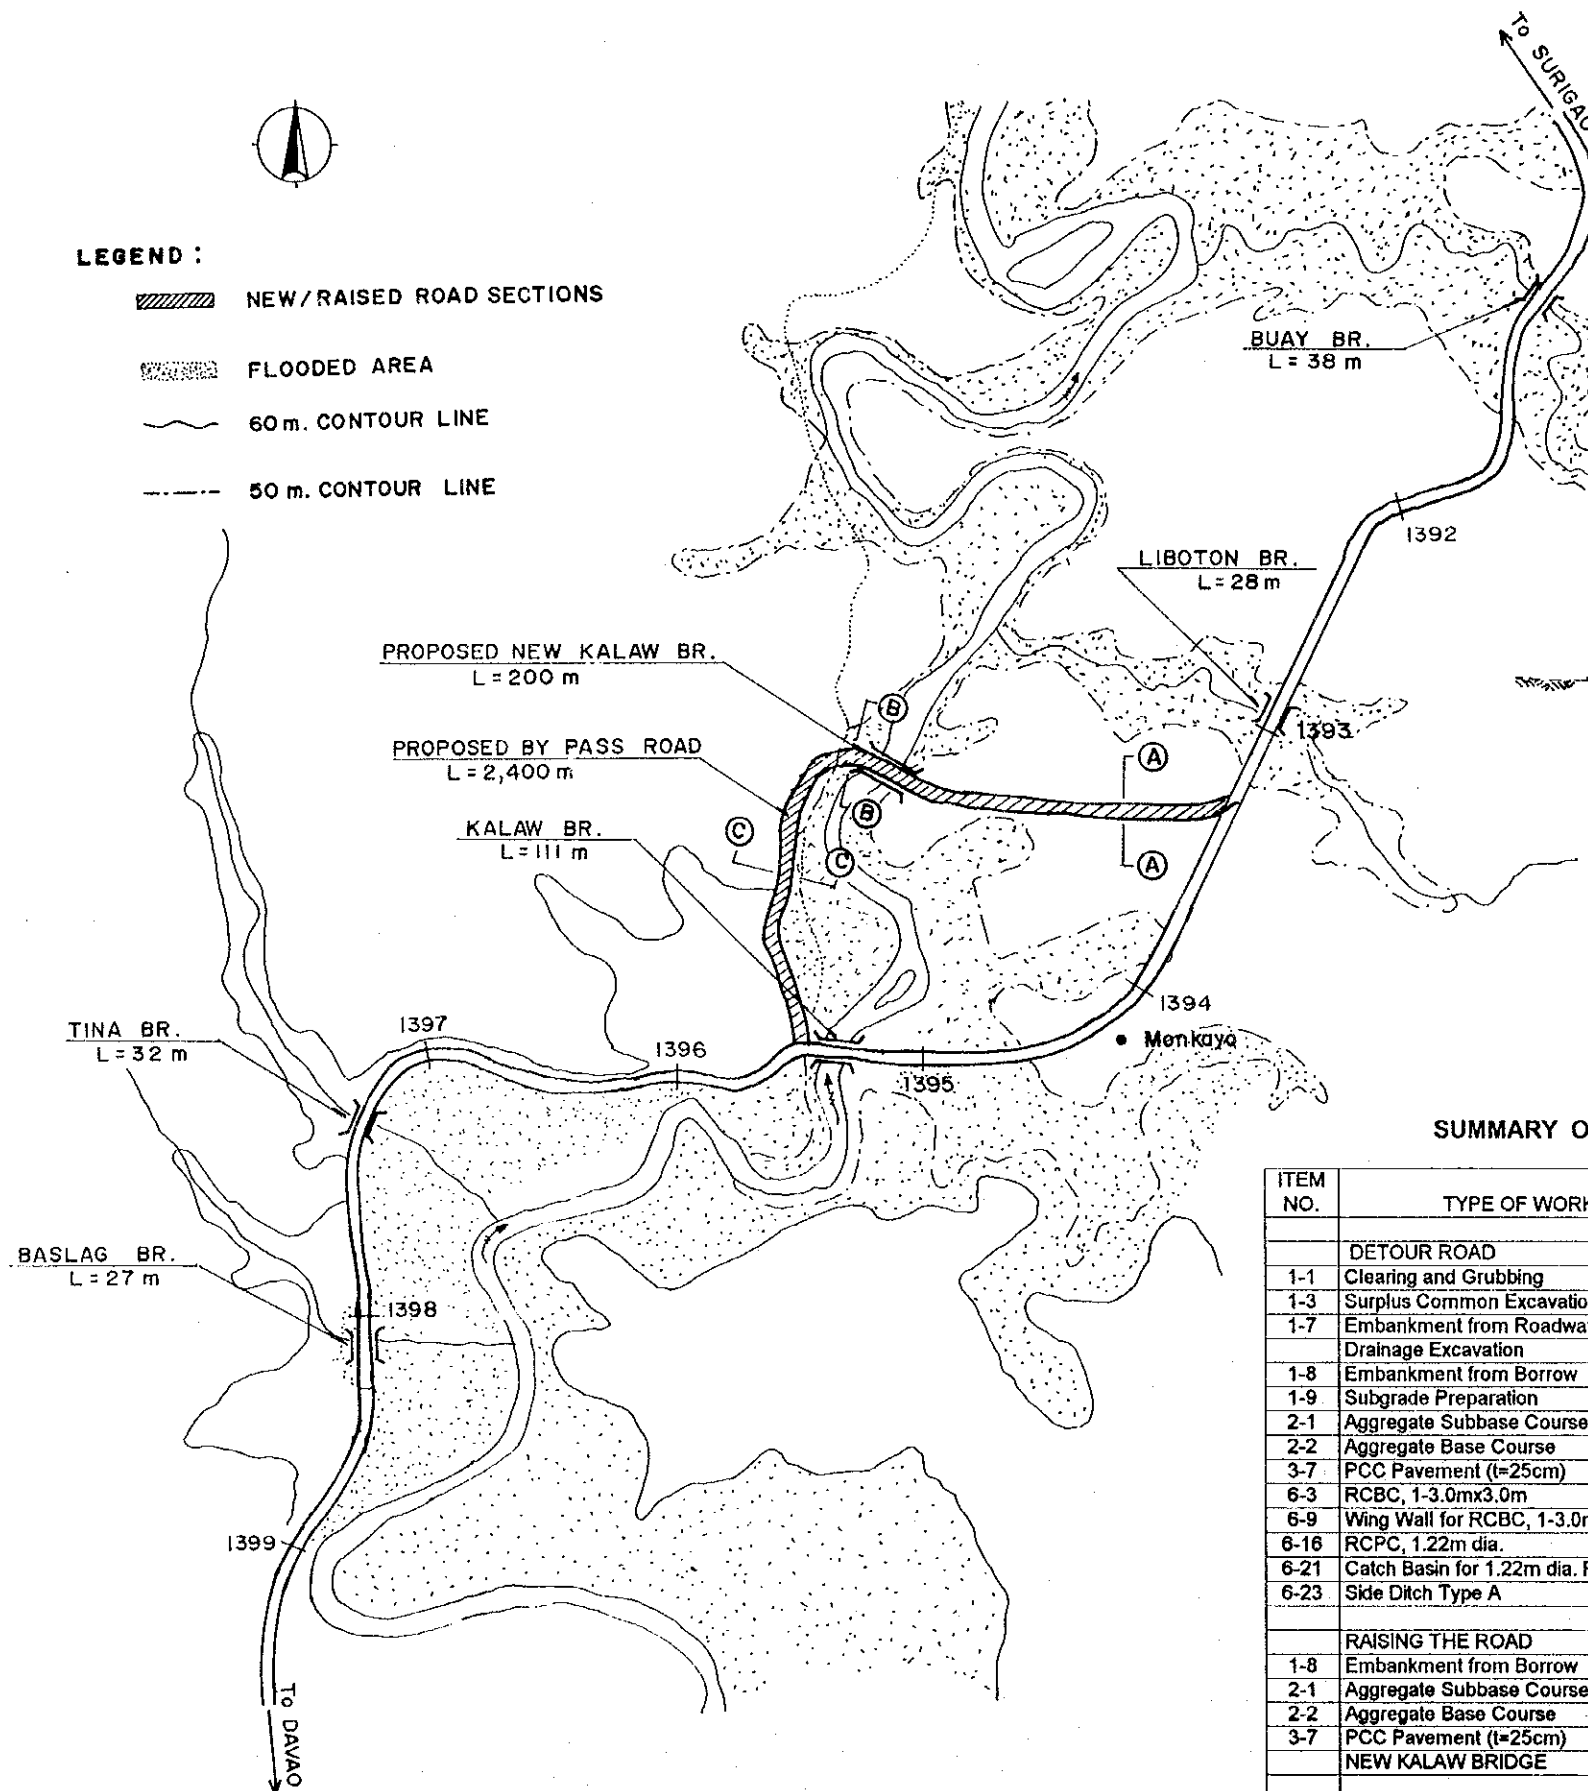 To SURIGAO
LEGEND :
NEW/RAISED ROAD SECTIONS
FLOODED AREA
60 m. CONTOUR LINE
50 m. CONTOUR LINE
BUAY BR.
L = 38 m
1392
LIBOTON BR.
L = 28 m
1393
PROPOSED NEW KALAW BR.
L = 200 m
B
PROPOSED BY PASS ROAD
L = 2,400 m
A
KALAW BR.
L = 111 m
C
B
C
A
1394
Monkayo
TINA BR.
L = 32 m
1397
1396
1395
BASLAG BR.
L = 27 m
1398
1399
To DAVAO
SUMMARY O
ITEM NO. TYPE OF WORK
DETOUR ROAD
1-1 Clearing and Grubbing
1-3 Surplus Common Excavatio
1-7 Embankment from Roadwa
Drainage Excavation
1-8 Embankment from Borrow
1-9 Subgrade Preparation
2-1 Aggregate Subbase Course
2-2 Aggregate Base Course
3-7 PCC Pavement (t=25cm)
6-3 RCBC, 1-3.0mx3.0m
6-9 Wing Wall for RCBC, 1-3.0m
6-16 RCPC, 1.22m dia.
6-21 Catch Basin for 1.22m dia. R
6-23 Side Ditch Type A
RAISING THE ROAD
1-8 Embankment from Borrow
2-1 Aggregate Subbase Course
2-2 Aggregate Base Course
3-7 PCC Pavement (t=25cm)
NEW KALAW BRIDGE